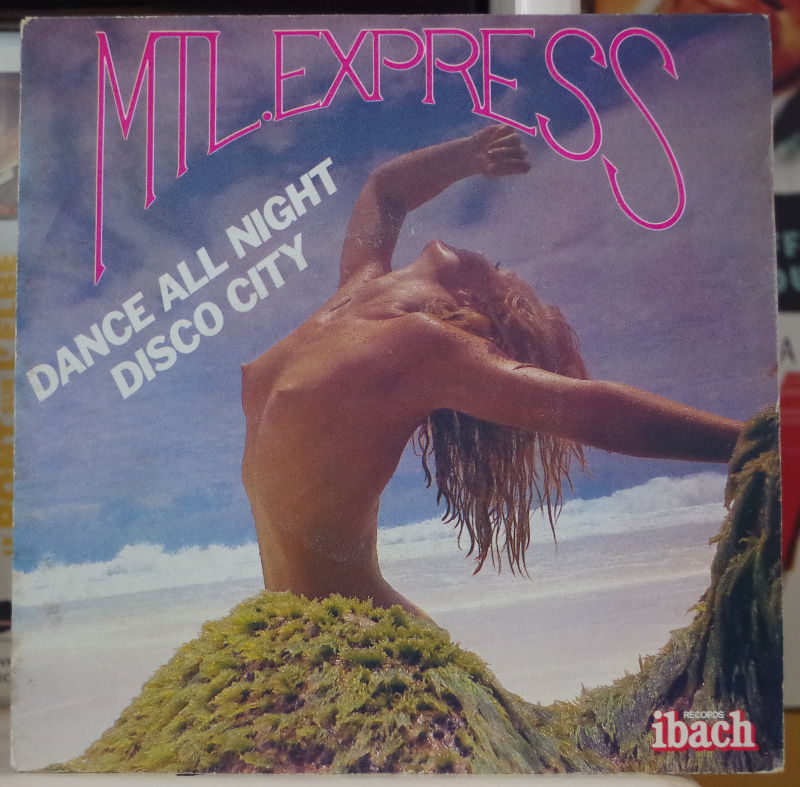 MTL.EXPRESS
DANCE ALL NIGHT
DISCO CITY
RECORDS
ibach